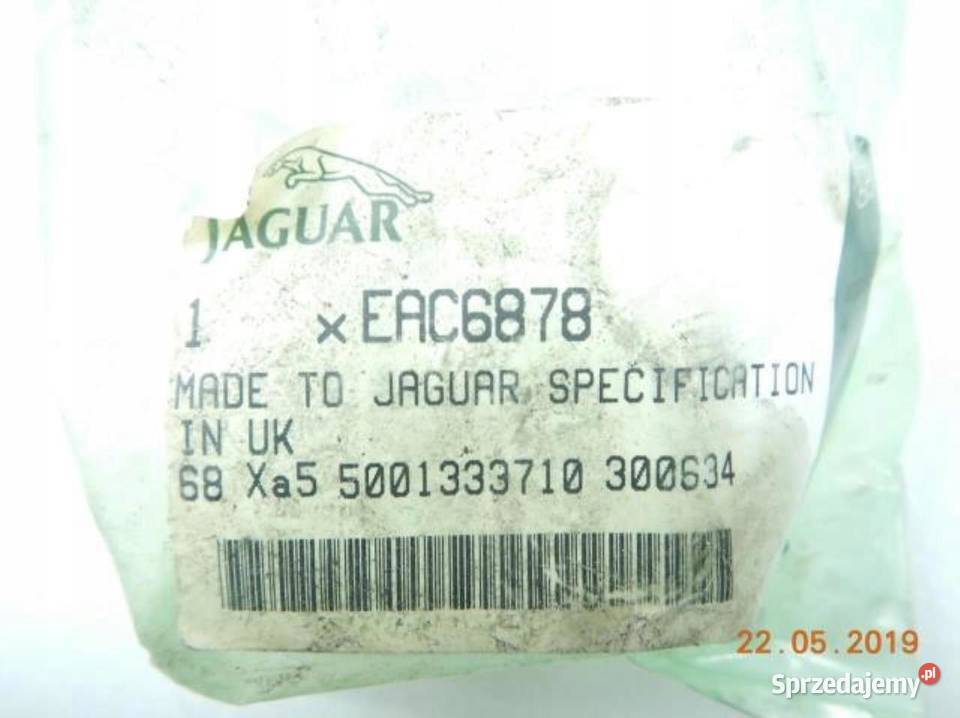 JAGUAR
1 ×EAC6878
MADE TO JAGUAR SPECIFICATION
IN UK
68 Xa5 5001333710 300634
22.05.2019
Sprzedajemy.pl